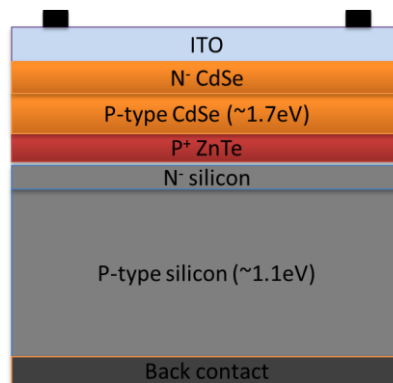 ITO
N⁻ CdSe
P-type CdSe (~1.7eV)
P⁺ ZnTe
N⁻ silicon
P-type silicon (~1.1eV)
Back contact